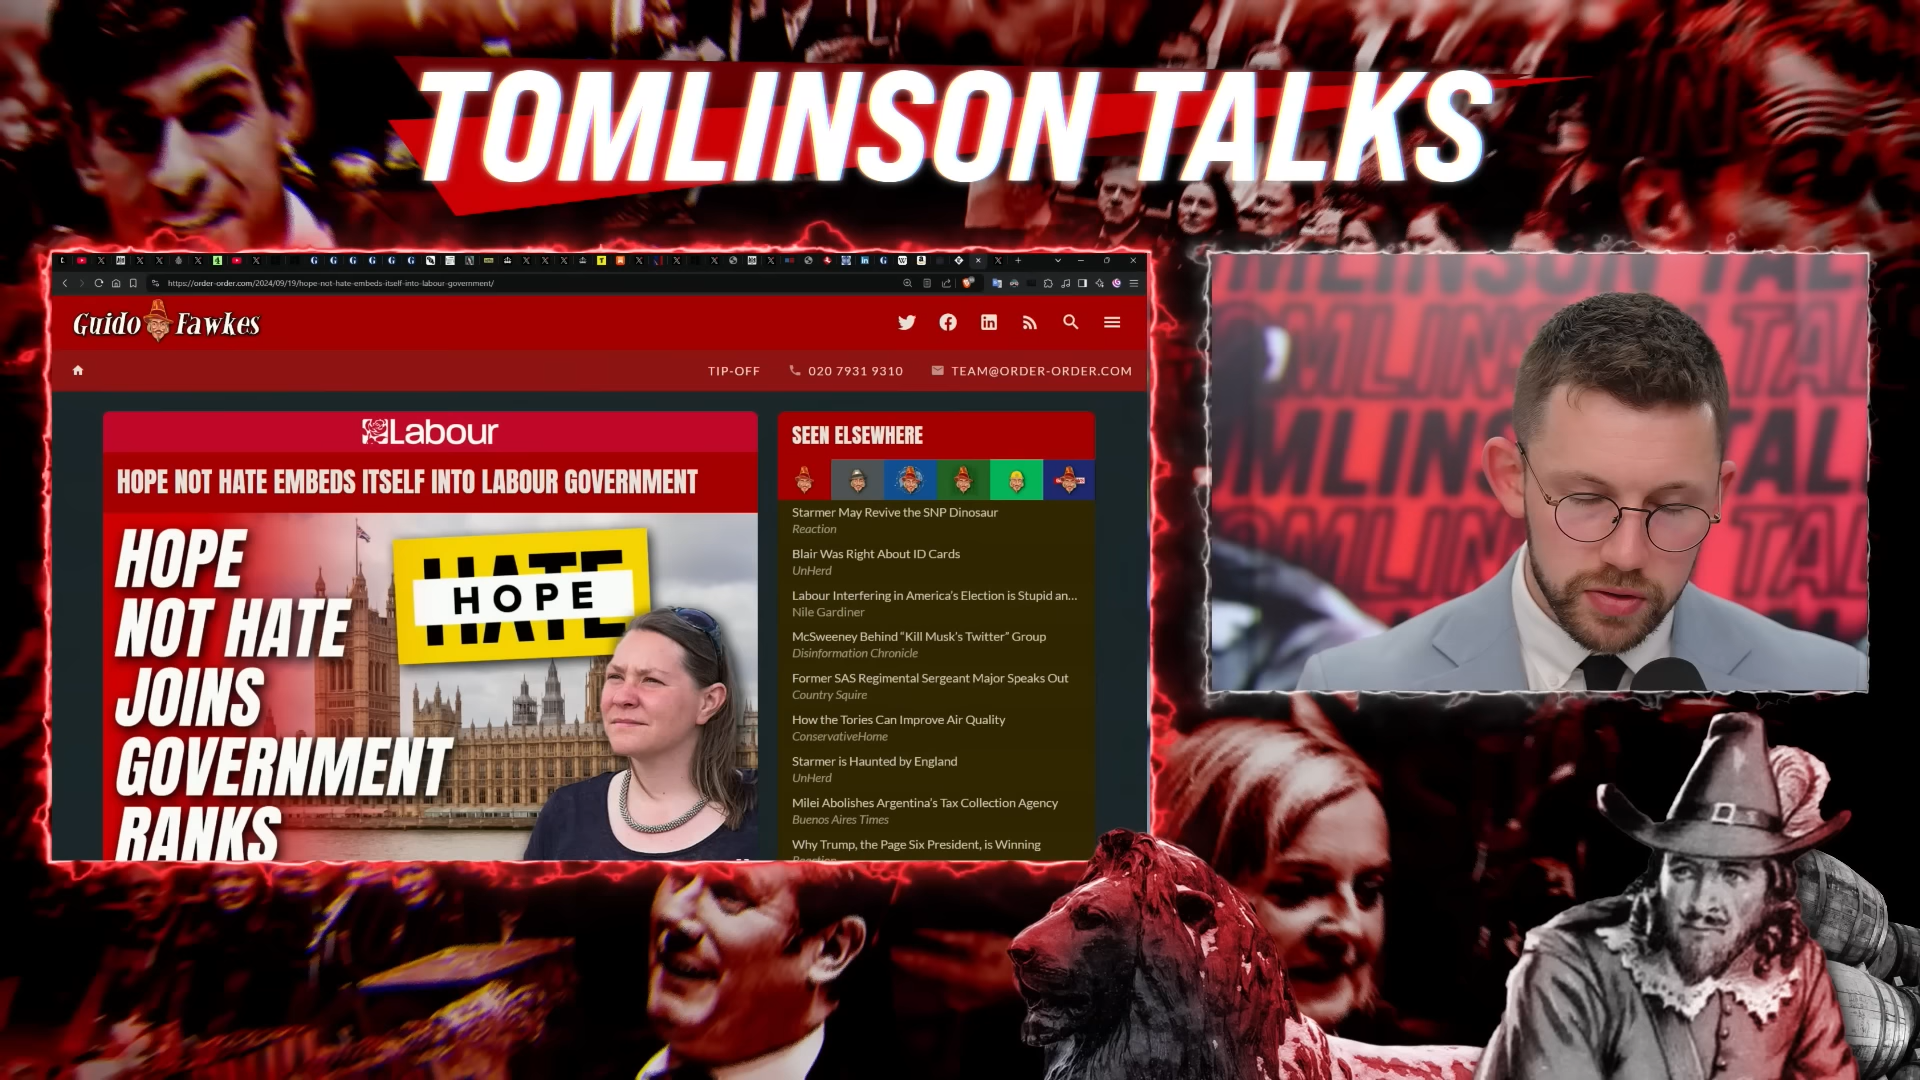 TOMLINSON TALKS
https://order-order.com/2024/09/19/hope-not-hate-embeds-itself-into-labour-government/
Guido Fawkes
TIP-OFF 020 7931 9310 TEAM@ORDER-ORDER.COM
Labour
HOPE NOT HATE EMBEDS ITSELF INTO LABOUR GOVERNMENT
HOPE
NOT HATE
JOINS
GOVERNMENT
RANKS
HATE
HOPE
SEEN ELSEWHERE
Starmer May Revive the SNP Dinosaur
Reaction
Blair Was Right About ID Cards
UnHerd
Labour Interfering in America's Election is Stupid an...
Nile Gardiner
McSweeney Behind "Kill Musk's Twitter" Group
Disinformation Chronicle
Former SAS Regimental Sergeant Major Speaks Out
Country Squire
How the Tories Can Improve Air Quality
ConservativeHome
Starmer is Haunted by England
UnHerd
Milei Abolishes Argentina's Tax Collection Agency
Buenos Aires Times
Why Trump, the Page Six President, is Winning
Reaction